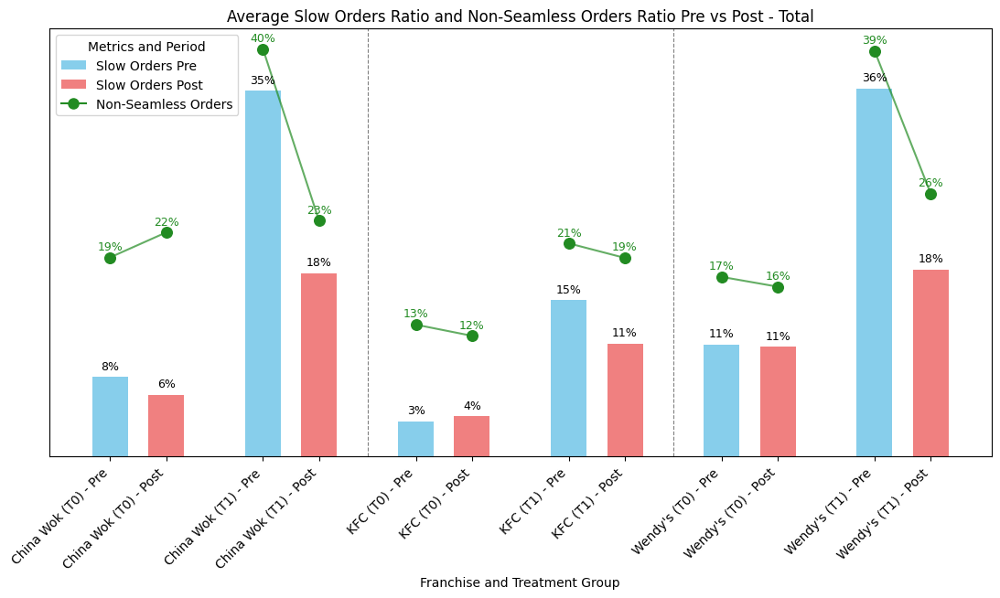 Average Slow Orders Ratio and Non-Seamless Orders Ratio Pre vs Post - Total
Metrics and Period
Slow Orders Pre
Slow Orders Post
Non-Seamless Orders
19%
22%
40%
23%
13%
12%
21%
19%
17%
16%
39%
26%
8%
6%
35%
18%
3%
4%
15%
11%
11%
11%
36%
18%
China Wok (T0) - Pre
China Wok (T0) - Post
China Wok (T1) - Pre
China Wok (T1) - Post
KFC (T0) - Pre
KFC (T0) - Post
KFC (T1) - Pre
KFC (T1) - Post
Wendy's (T0) - Pre
Wendy's (T0) - Post
Wendy's (T1) - Pre
Wendy's (T1) - Post
Franchise and Treatment Group